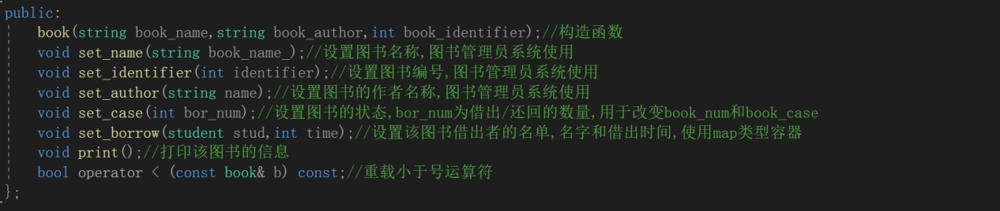 public:
book(string book_name,string book_author,int book_identifier);//构造函数
void set_name(string book_name_);//设置图书名称,图书管理员系统使用
void set_identifier(int identifier);//设置图书编号,图书管理员系统使用
void set_author(string name);//设置图书的作者名称,图书管理员系统使用
void set_case(int bor_num);//设置图书的状态,bor_num为借出/还回的数量,用于改变book_num和book_case
void set_borrow(student stud,int time);//设置该图书借出者的名单,名字和借出时间,使用map类型容器
void print();//打印该图书的信息
bool operator < (const book& b) const;//重载小于号运算符
};